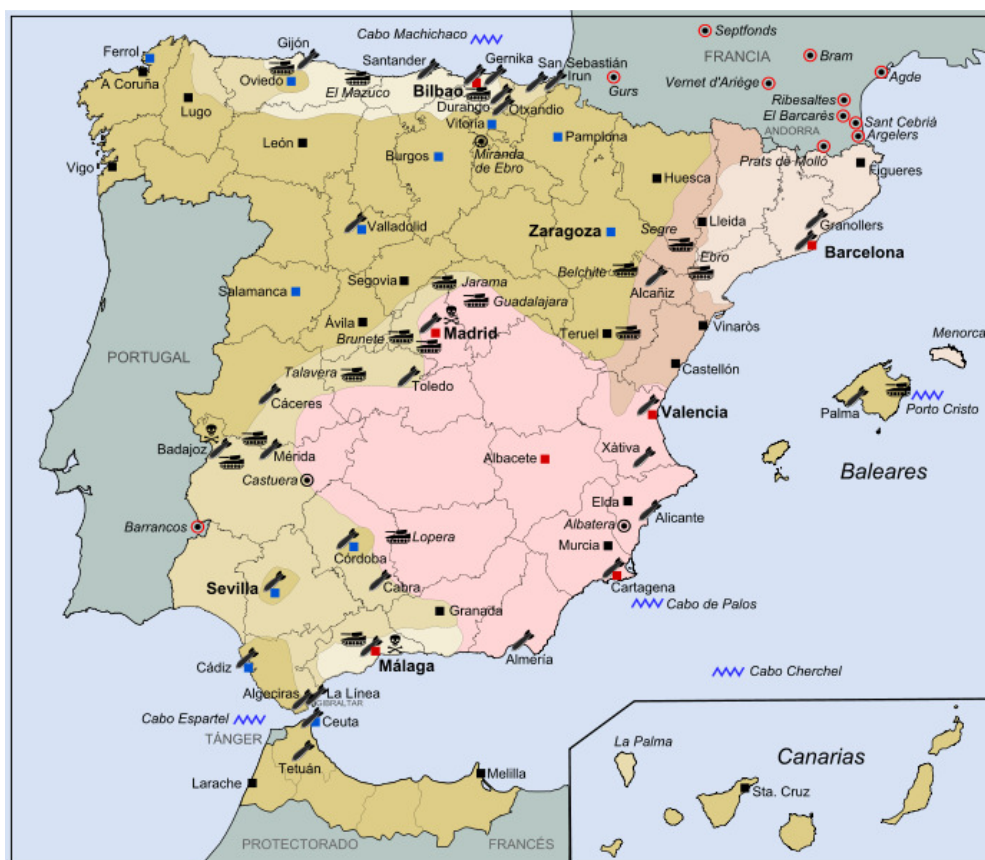 Septfonds
Cabo Machichaco
FRANCIA
Bram
Ferrol
Gijón
Santander
Gernika
San Sebastián
Irun
Gurs
Vernet d'Ariège
Agde
A Coruña
Oviedo
El Mazuco
Bilbao
Durango
Otxandio
Ribesaltes
El Barcarès
Sant Cebrià
Lugo
Vitoria
Pamplona
ANDORRA
Argelers
León
Burgos
Miranda
de Ebro
Prats de Molló
Vigo
Huesca
Figueres
Valladolid
Zaragoza
Segre
Lleida
Granollers
Barcelona
Ebro
Belchite
Salamanca
Segovia
Jarama
Guadalajara
Alcañiz
Ávila
Brunete
Madrid
Teruel
Vinaròs
Menorca
PORTUGAL
Talavera
Toledo
Castellón
Cáceres
Valencia
Palma
Porto Cristo
Badajoz
Mérida
Albacete
Xàtiva
Baleares
Castuera
Elda
Barrancos
Albatera
Alicante
Lopera
Córdoba
Murcia
Sevilla
Cabra
Cartagena
Granada
Cabo de Palos
Málaga
Almería
Cádiz
Cabo Cherchel
Algeciras
La Línea
GIBRALTAR
Cabo Espartel
Ceuta
TÁNGER
Tetuán
La Palma
Canarias
Larache
Melilla
Sta. Cruz
PROTECTORADO
FRANCÉS